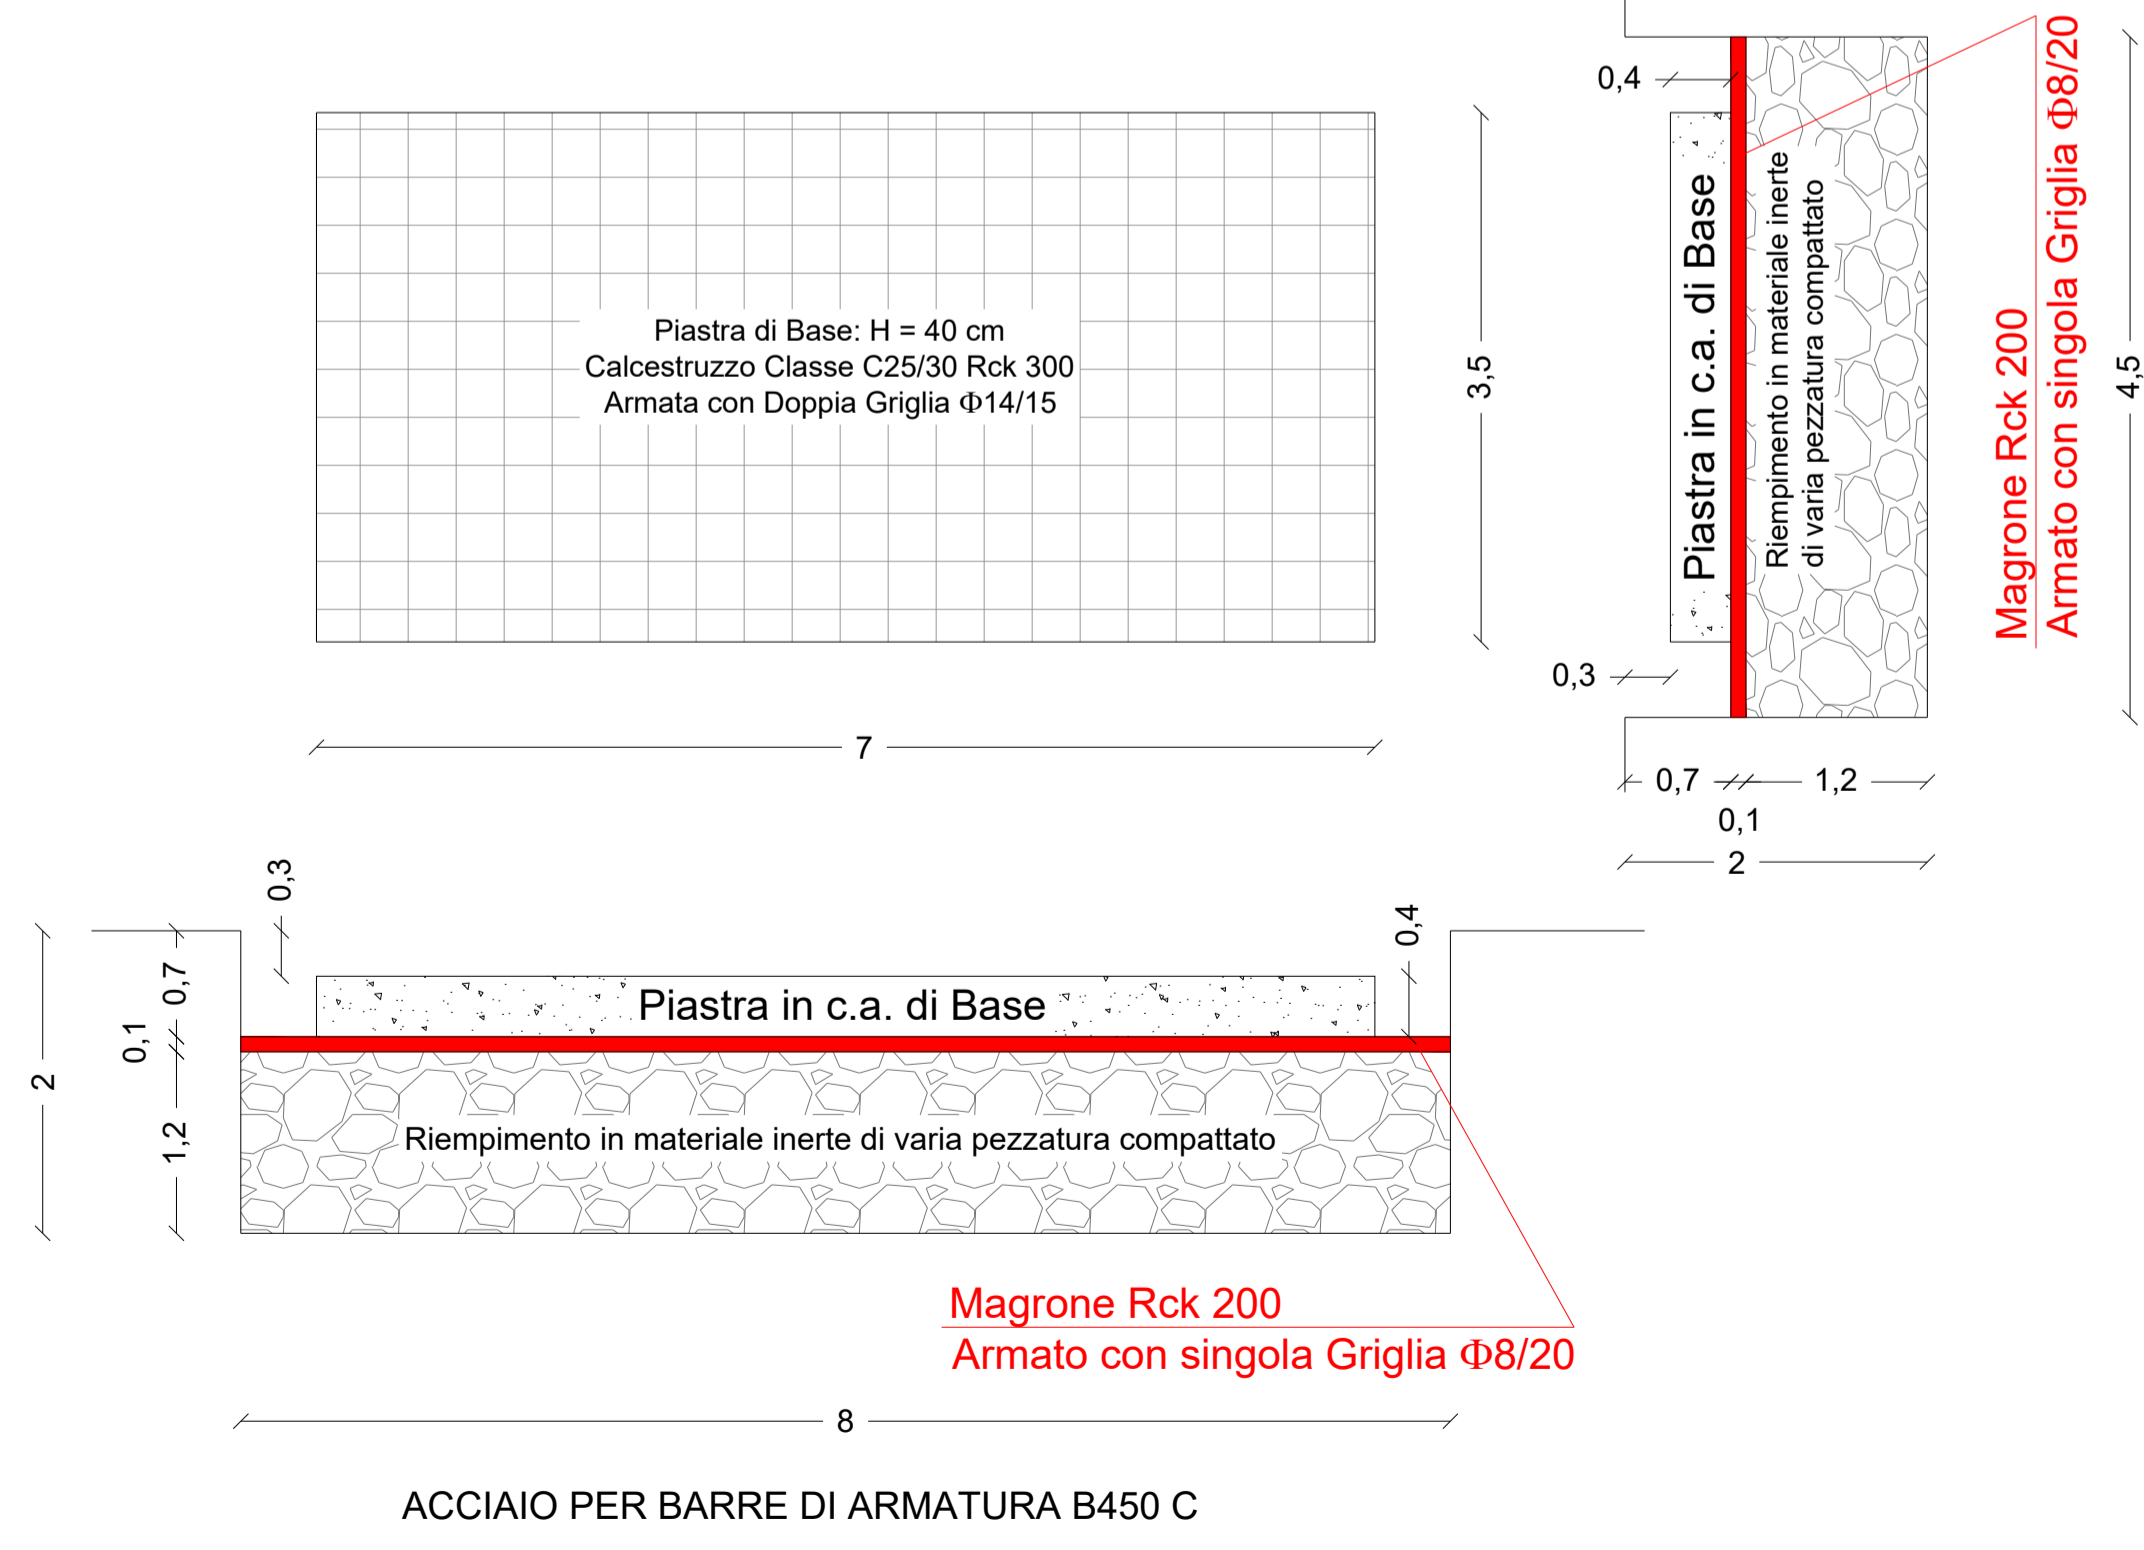 Piastra di Base: H = 40 cm
Calcestruzzo Classe C25/30 Rck 300
Armata con Doppia Griglia Φ14/15
3,5
7
0,4
Piastra in c.a. di Base
Riempimento in materiale inerte
di varia pezzatura compattato
Magrone Rck 200
Armato con singola Griglia Φ8/20
4,5
0,3
0,7
1,2
0,1
2
0,3
0,4
0,7
0,1
2
1,2
Piastra in c.a. di Base
Riempimento in materiale inerte di varia pezzatura compattato
Magrone Rck 200
Armato con singola Griglia Φ8/20
8
ACCIAIO PER BARRE DI ARMATURA B450 C